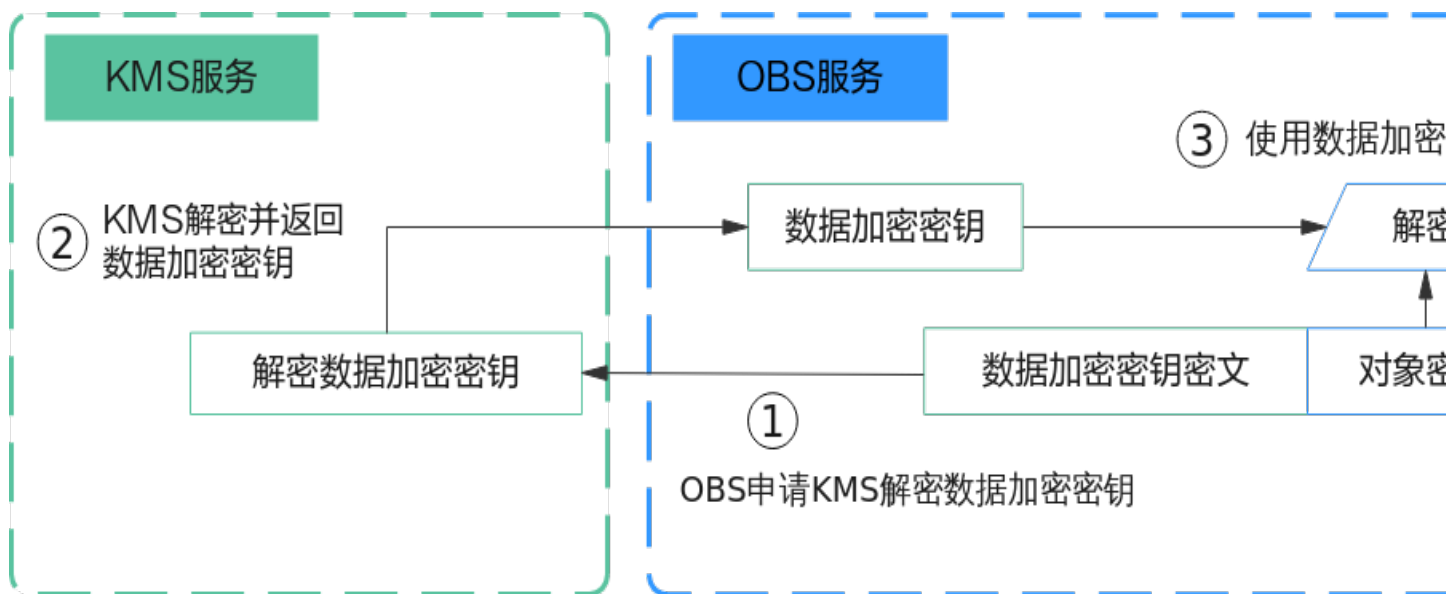 KMS服务
OBS服务
③ 使用数据加密
② KMS解密并返回
数据加密密钥
数据加密密钥
解密
解密数据加密密钥
数据加密密钥密文
对象密
①
OBS申请KMS解密数据加密密钥